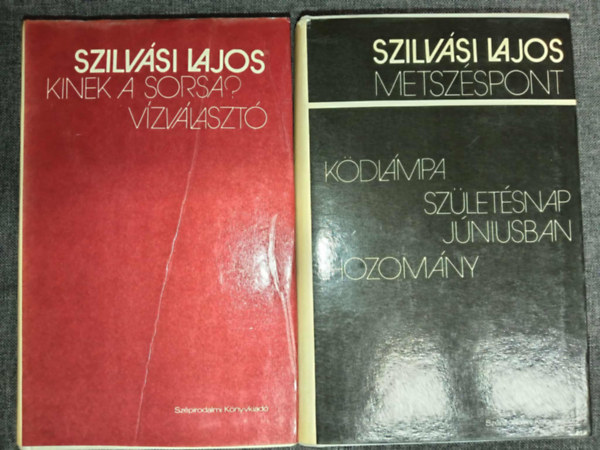 SZILVÁSI LAJOS
KINEK A SORSA?
VÍZVÁLASZTÓ
Szépirodalmi Könyvkiadó
SZILVÁSI LAJOS
METSZÉSPONT
KÖDLÁMPA
SZÜLETÉSNAP
JÚNIUSBAN
HOZOMÁNY